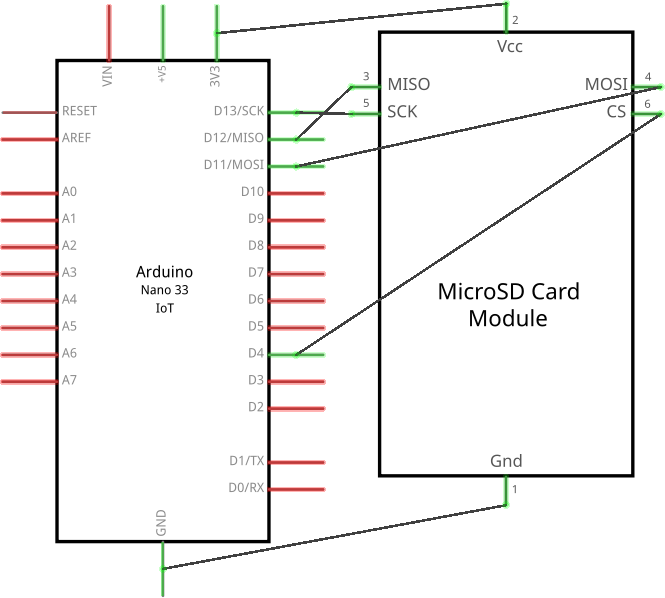 2
Vcc
VIN
+V5
3V3
3
MISO
MOSI
4
5
SCK
CS
6
RESET
D13/SCK
AREF
D12/MISO
D11/MOSI
A0
D10
A1
D9
A2
D8
A3
D7
A4
D6
A5
D5
A6
D4
A7
D3
D2
D1/TX
D0/RX
GND
Arduino
Nano 33
IoT
MicroSD Card
Module
Gnd
1